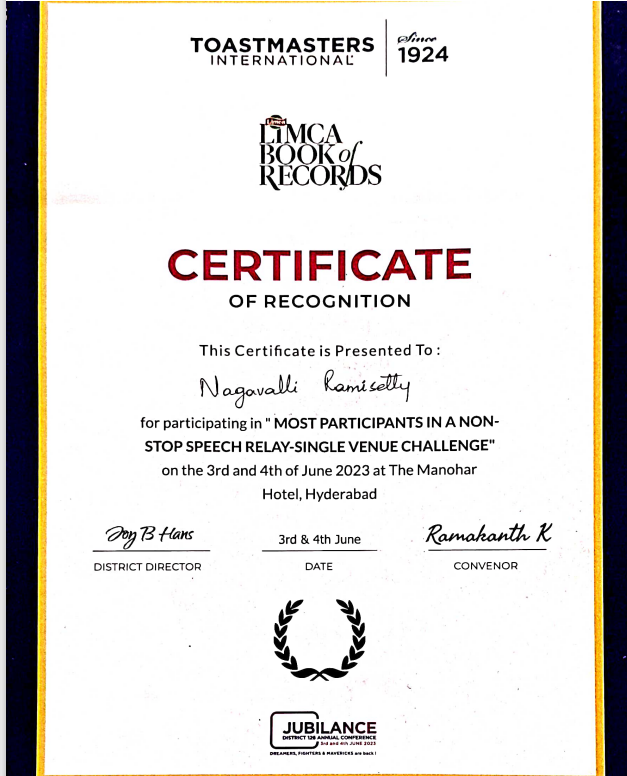 TOASTMASTERS
INTERNATIONAL
Since
1924
Limca
LIMCA
BOOK of
RECORDS
CERTIFICATE
OF RECOGNITION
This Certificate is Presented To :
Nagavalli Ramisetty
for participating in " MOST PARTICIPANTS IN A NON-
STOP SPEECH RELAY-SINGLE VENUE CHALLENGE"
on the 3rd and 4th of June 2023 at The Manohar
Hotel, Hyderabad
Joy B Hans
3rd & 4th June
Ramakanth K
DISTRICT DIRECTOR
DATE
CONVENOR
JUBILANCE
DISTRICT 126 ANNUAL CONFERENCE
3rd and 4th JUNE 2023
DREAMERS, FIGHTERS & MAVERICKS are back !